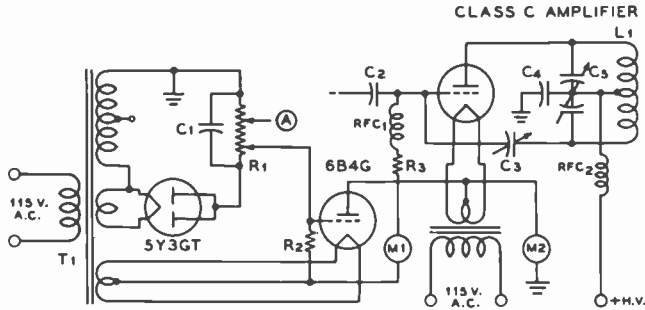 CLASS C AMPLIFIER
L1
C2
C4
C5
C1
A
R1
RFC1
R3
C3
RFC2
6B4G
115 V.
A.C.
T1
5Y3GT
R2
M1
M2
115 V.
A.C.
+H.V.